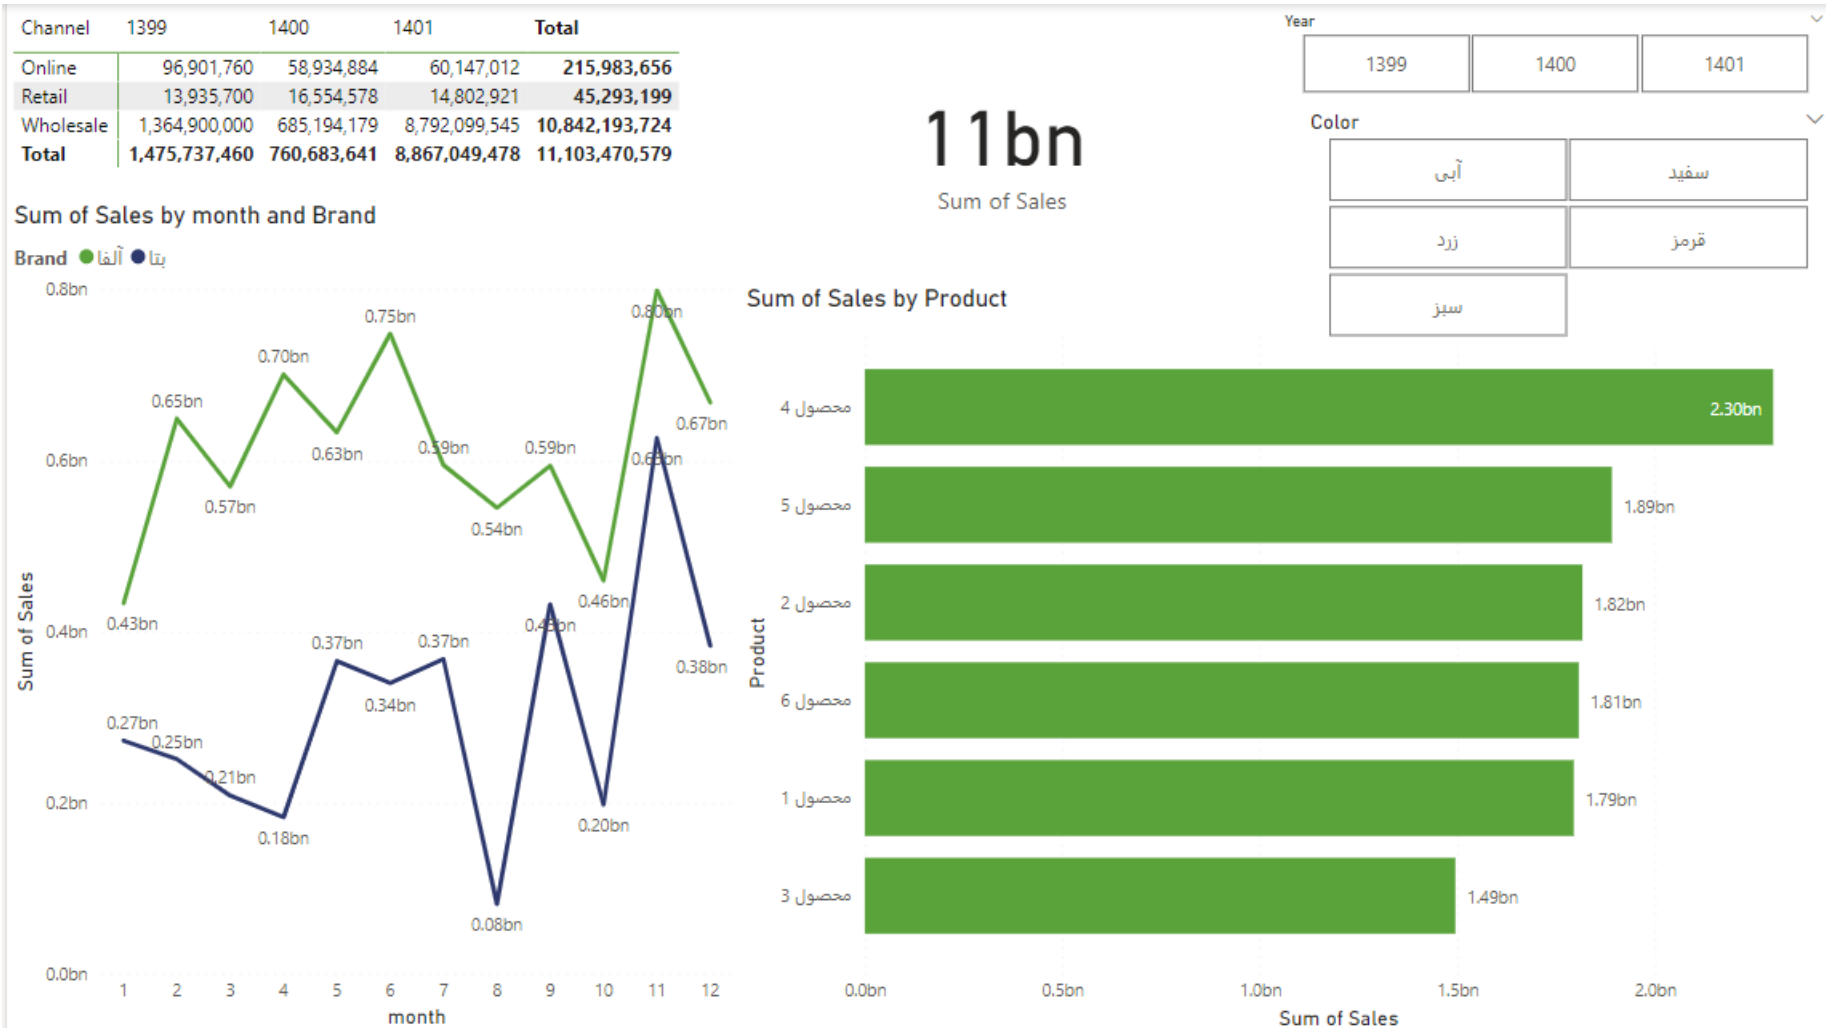 Channel 1399 1400 1401 Total
Online 96,901,760 58,934,884 60,147,012 215,983,656
Retail 13,935,700 16,554,578 14,802,921 45,293,199
Wholesale 1,364,900,000 685,194,179 8,792,099,545 10,842,193,724
Total 1,475,737,460 760,683,641 8,867,049,478 11,103,470,579
11bn
Sum of Sales
Year
1399 1400 1401
Color
آبی سفید
زرد قرمز
سبز
Sum of Sales by month and Brand
Brand آلفا بتا
Sum of Sales
0.8bn
0.6bn
0.4bn
0.2bn
0.0bn
0.43bn 0.65bn 0.57bn 0.70bn 0.63bn 0.75bn 0.59bn 0.54bn 0.59bn 0.46bn 0.80bn 0.67bn
0.27bn 0.25bn 0.21bn 0.18bn 0.37bn 0.34bn 0.37bn 0.08bn 0.20bn 0.38bn
1 2 3 4 5 6 7 8 9 10 11 12
month
Sum of Sales by Product
Product
محصول 4 2.30bn
محصول 5 1.89bn
محصول 2 1.82bn
محصول 6 1.81bn
محصول 1 1.79bn
محصول 3 1.49bn
0.0bn 0.5bn 1.0bn 1.5bn 2.0bn
Sum of Sales